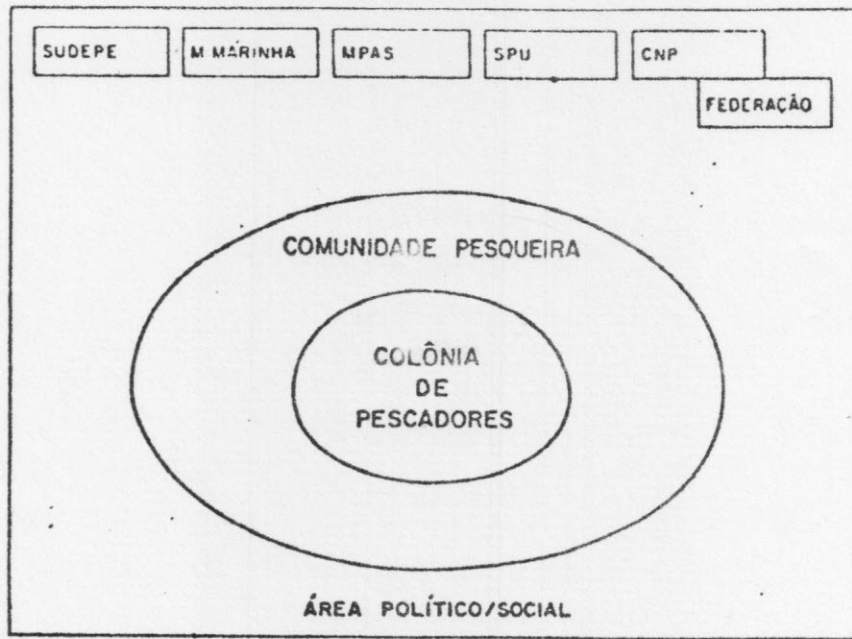 SUDEPE
M MARINHA
MPAS
SPU
CNP
FEDERAÇÃO
COMUNIDADE PESQUEIRA
COLÔNIA
DE
PESCADORES
ÁREA POLÍTICO/SOCIAL